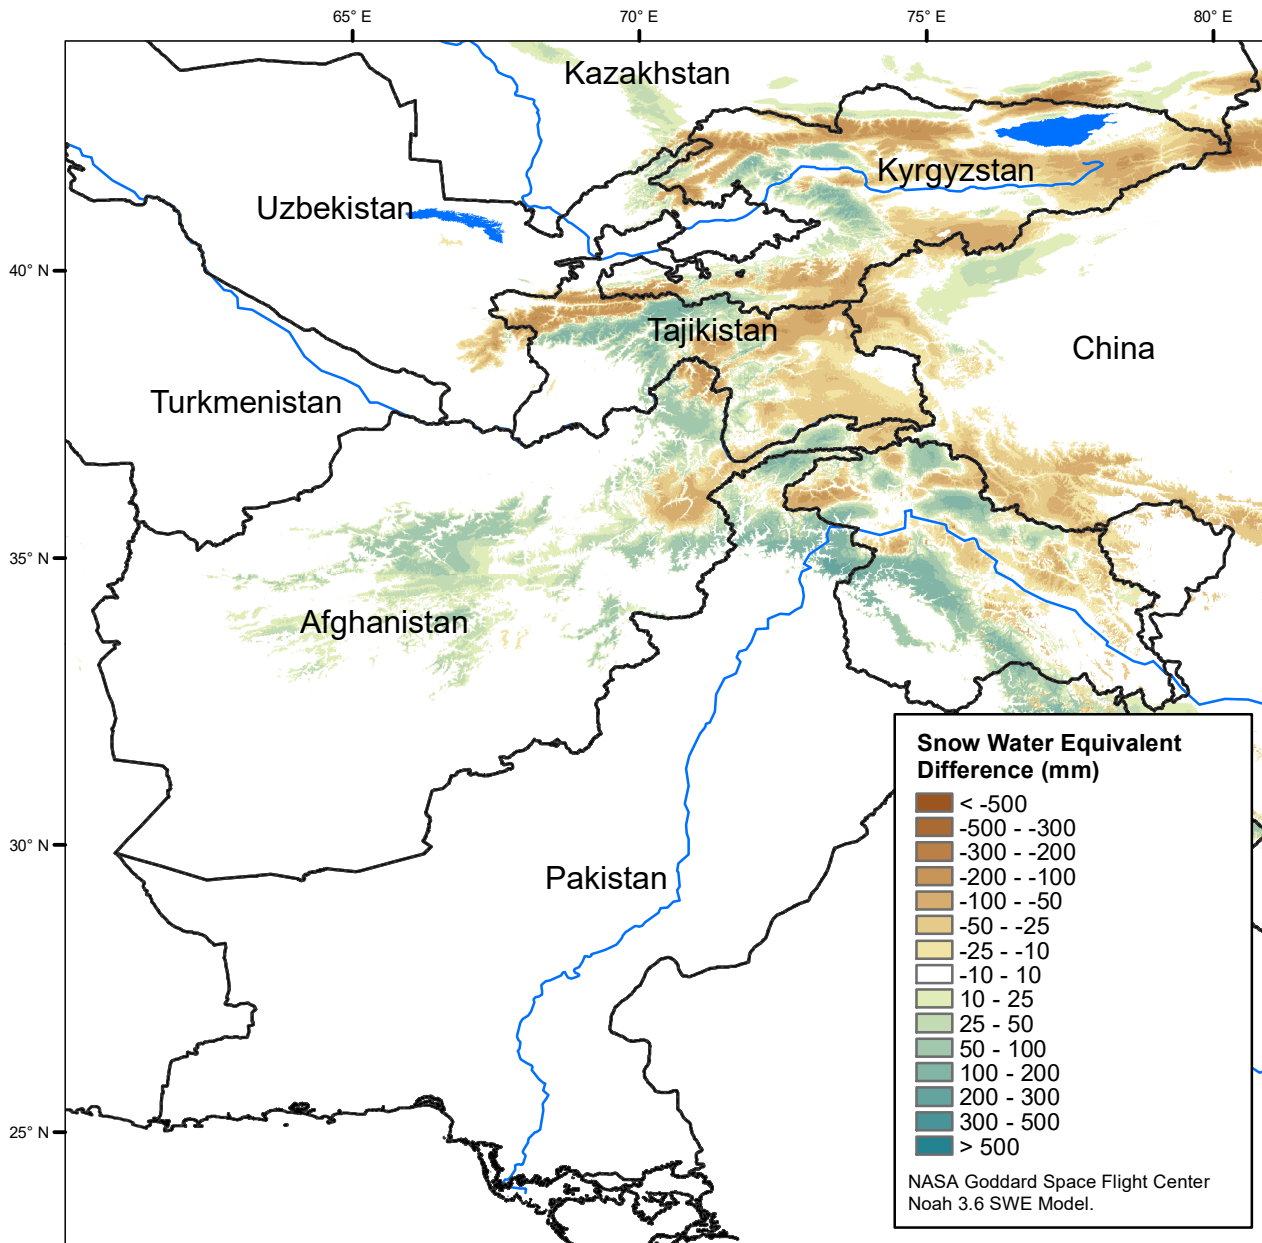 65° E
70° E
75° E
80° E
Kazakhstan
Kyrgyzstan
Uzbekistan
40° N
Tajikistan
China
Turkmenistan
35° N
Afghanistan
30° N
Pakistan
25° N
Snow Water Equivalent
Difference (mm)
< -500
-500 - -300
-300 - -200
-200 - -100
-100 - -50
-50 - -25
-25 - -10
-10 - 10
10 - 25
25 - 50
50 - 100
100 - 200
200 - 300
300 - 500
> 500
NASA Goddard Space Flight Center
Noah 3.6 SWE Model.